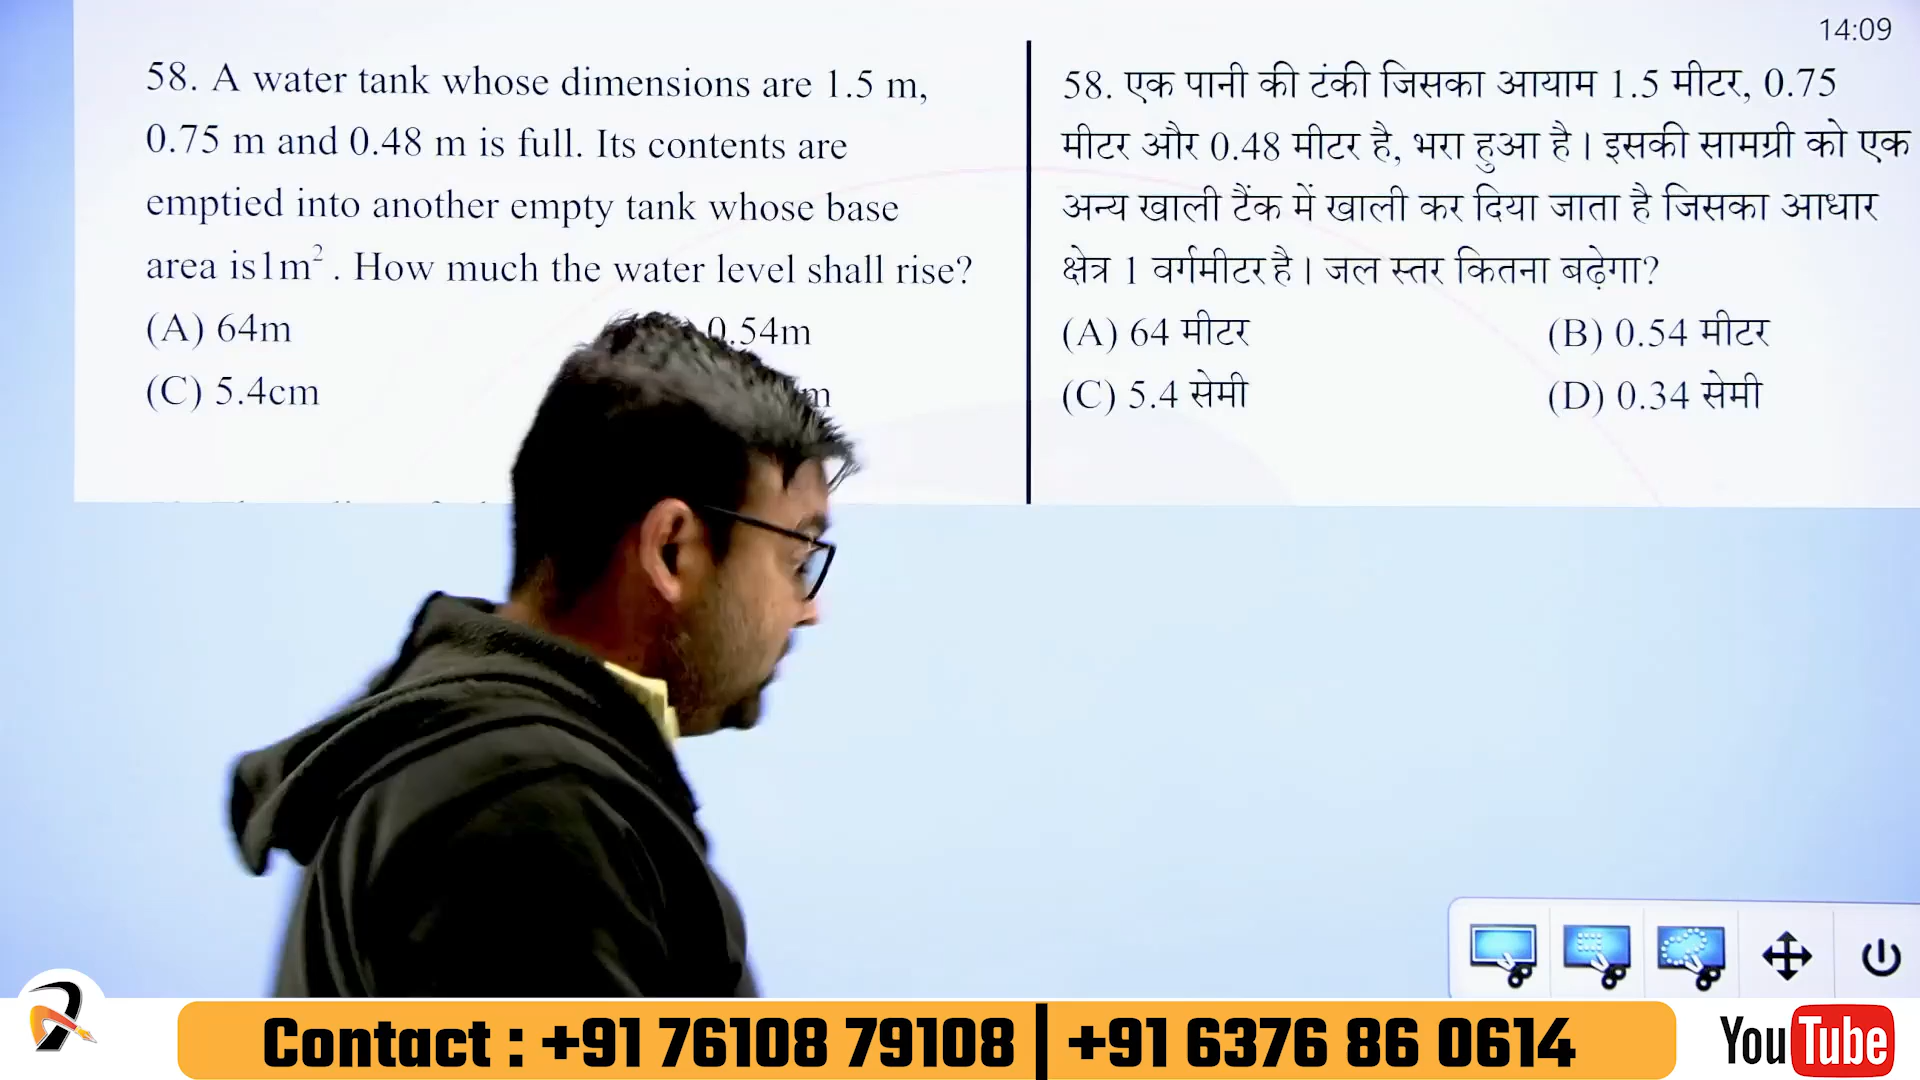 14:09
58. A water tank whose dimensions are 1.5 m,
0.75 m and 0.48 m is full. Its contents are
emptied into another empty tank whose base
area is1m². How much the water level shall rise?
(A) 64m 0.54m
(C) 5.4cm m
58. एक पानी की टंकी जिसका आयाम 1.5 मीटर, 0.75
मीटर और 0.48 मीटर है, भरा हुआ है। इसकी सामग्री को एक
अन्य खाली टैंक में खाली कर दिया जाता है जिसका आधार
क्षेत्र 1 वर्गमीटर है। जल स्तर कितना बढ़ेगा?
(A) 64 मीटर (B) 0.54 मीटर
(C) 5.4 सेमी (D) 0.34 सेमी
Contact : +91 76108 79108 | +91 6376 86 0614
YouTube